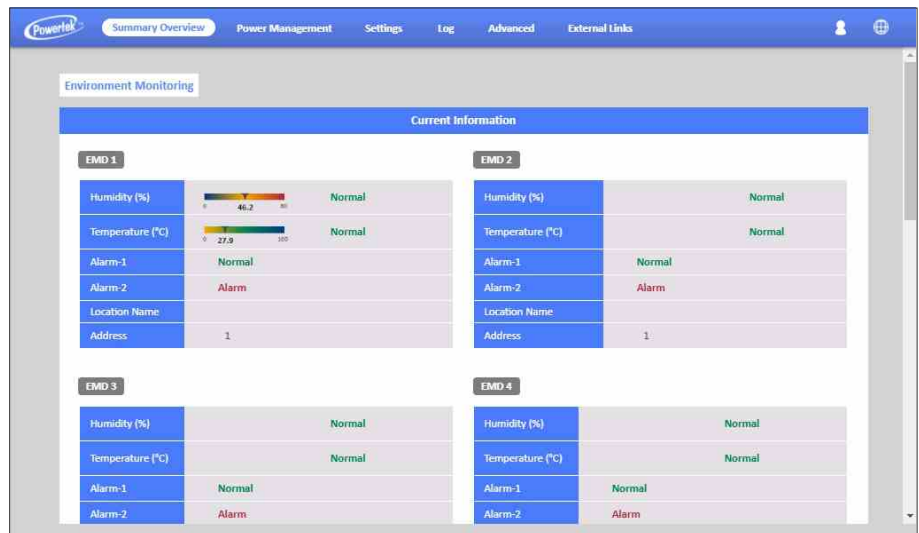 Powertek Summary Overview Power Management Settings Log Advanced External Links
Environment Monitoring
Current Information
EMD 1
Humidity (%) Normal
0 46.2
Temperature (°C) Normal
0 27.9 100
Alarm-1 Normal
Alarm-2 Alarm
Location Name
Address 1
EMD 2
Humidity (%) Normal
Temperature (°C) Normal
Alarm-1 Normal
Alarm-2 Alarm
Location Name
Address 1
EMD 3
Humidity (%) Normal
Temperature (°C) Normal
Alarm-1 Normal
Alarm-2 Alarm
EMD 4
Humidity (%) Normal
Temperature (°C) Normal
Alarm-1 Normal
Alarm-2 Alarm